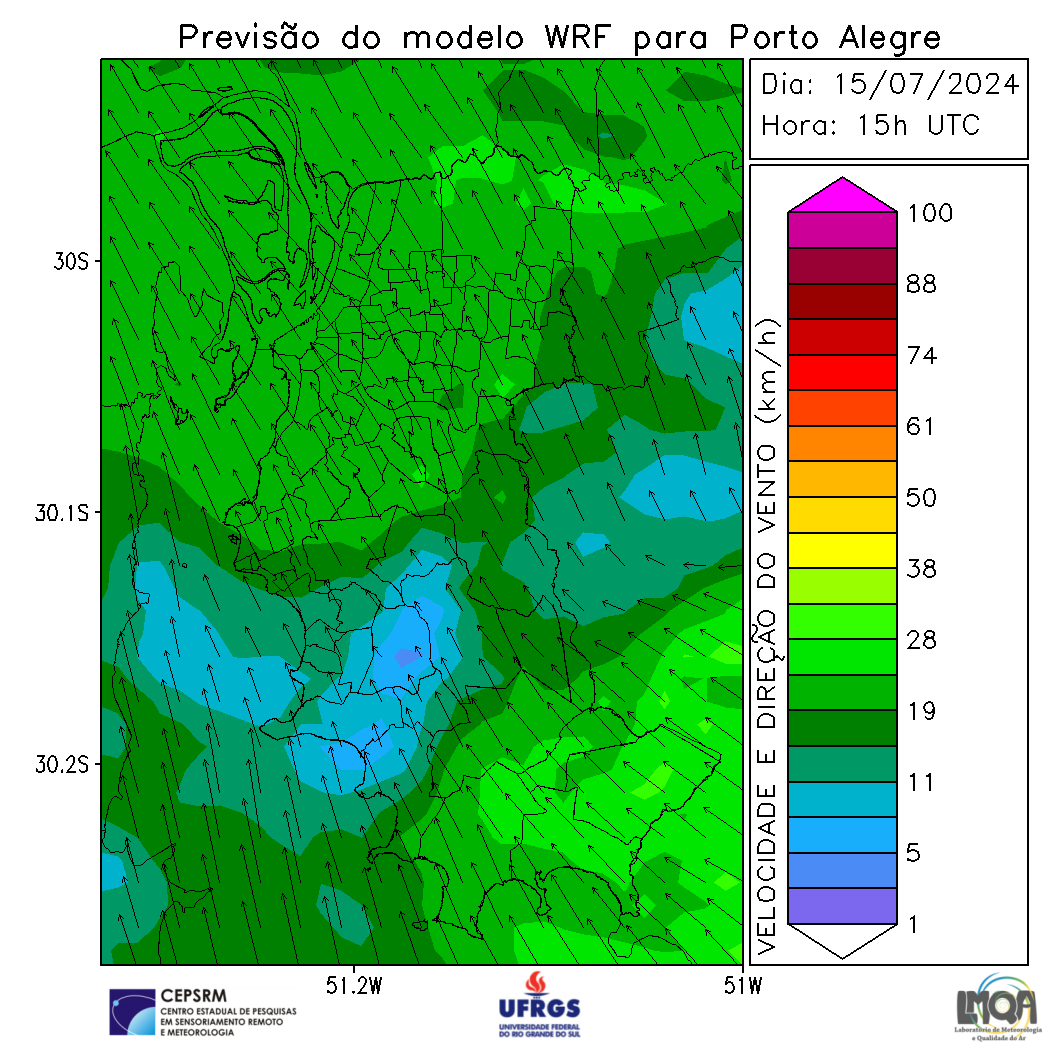 Previsão do modelo WRF para Porto Alegre
Dia: 15/07/2024
Hora: 15h UTC
30S
30.1S
30.2S
51.2W
51W
VELOCIDADE E DIREÇÃO DO VENTO (km/h)
100
88
74
61
50
38
28
19
11
5
1
CEPSRM
CENTRO ESTADUAL DE PESQUISAS
EM SENSORIAMENTO REMOTO
E METEOROLOGIA
UFRGS
UNIVERSIDADE FEDERAL
DO RIO GRANDE DO SUL
LMQA
Laboratório de Meteorologia
e Qualidade do Ar